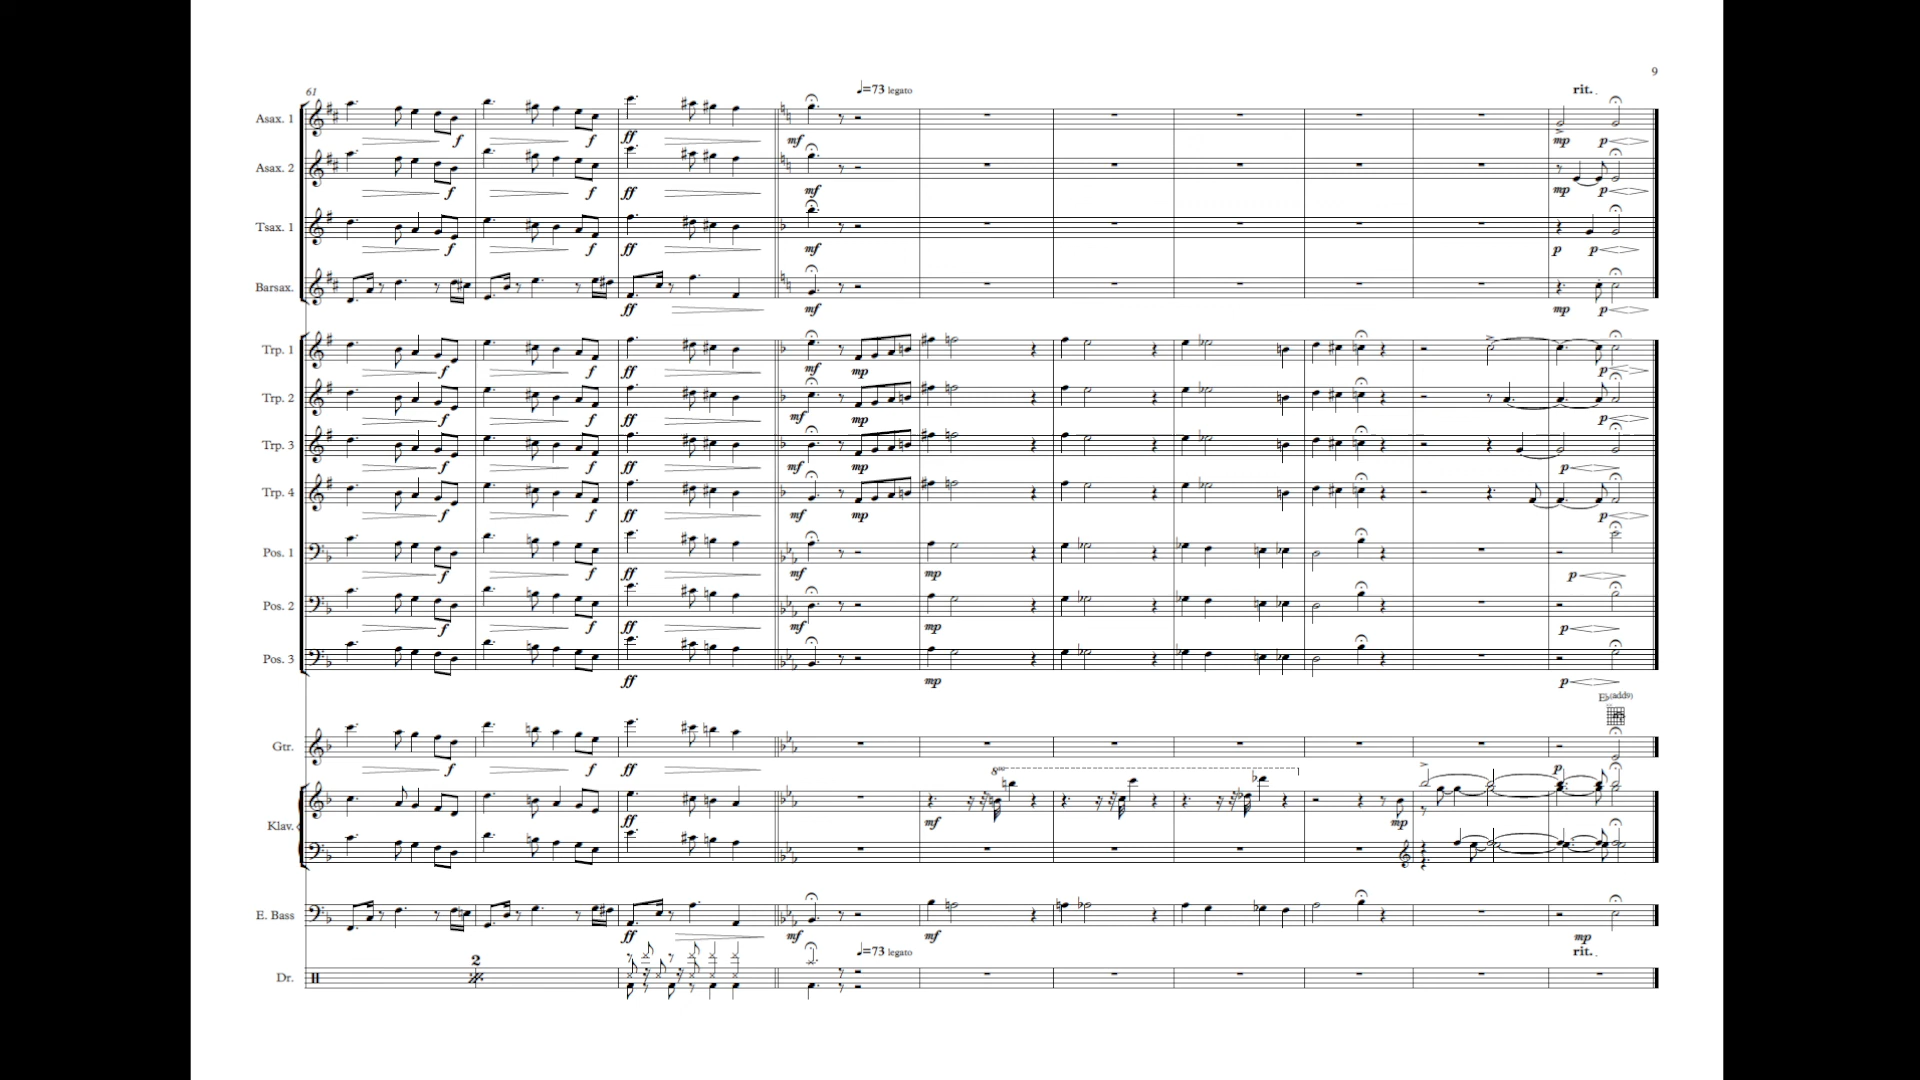 9
61
♩=73 legato
rit.
Asax. 1
f f ff mf mp p
Asax. 2
f f ff mf mp p
Tsax. 1
f f ff mf p p
Barsax.
ff mf mp p
Trp. 1
f f ff mf mp p
Trp. 2
f f ff mf mp p
Trp. 3
f f ff mf mp p
Trp. 4
f f ff mf mp p
Pos. 1
f f ff mf mp p
Pos. 2
f f ff mf mp p
Pos. 3
ff mp p
E♭(add9)
Gtr.
f f ff p
8va
Klav.
ff mf mp
E. Bass
ff mf mf mp
♩=73 legato
rit.
2
Dr.